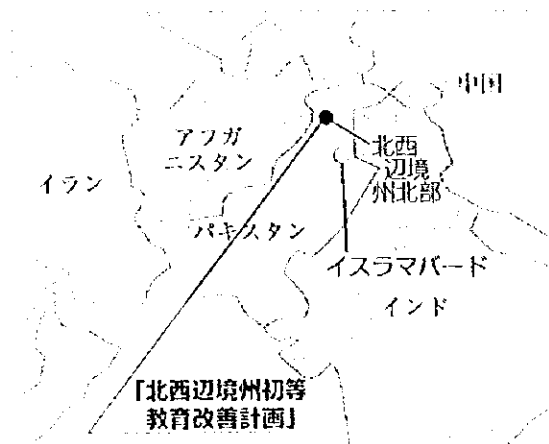 中国
アフガ
ニスタン
北西
辺境
州北部
イラン
パキスタン
イスラマバード
インド
「北西辺境州初等
教育改善計画」